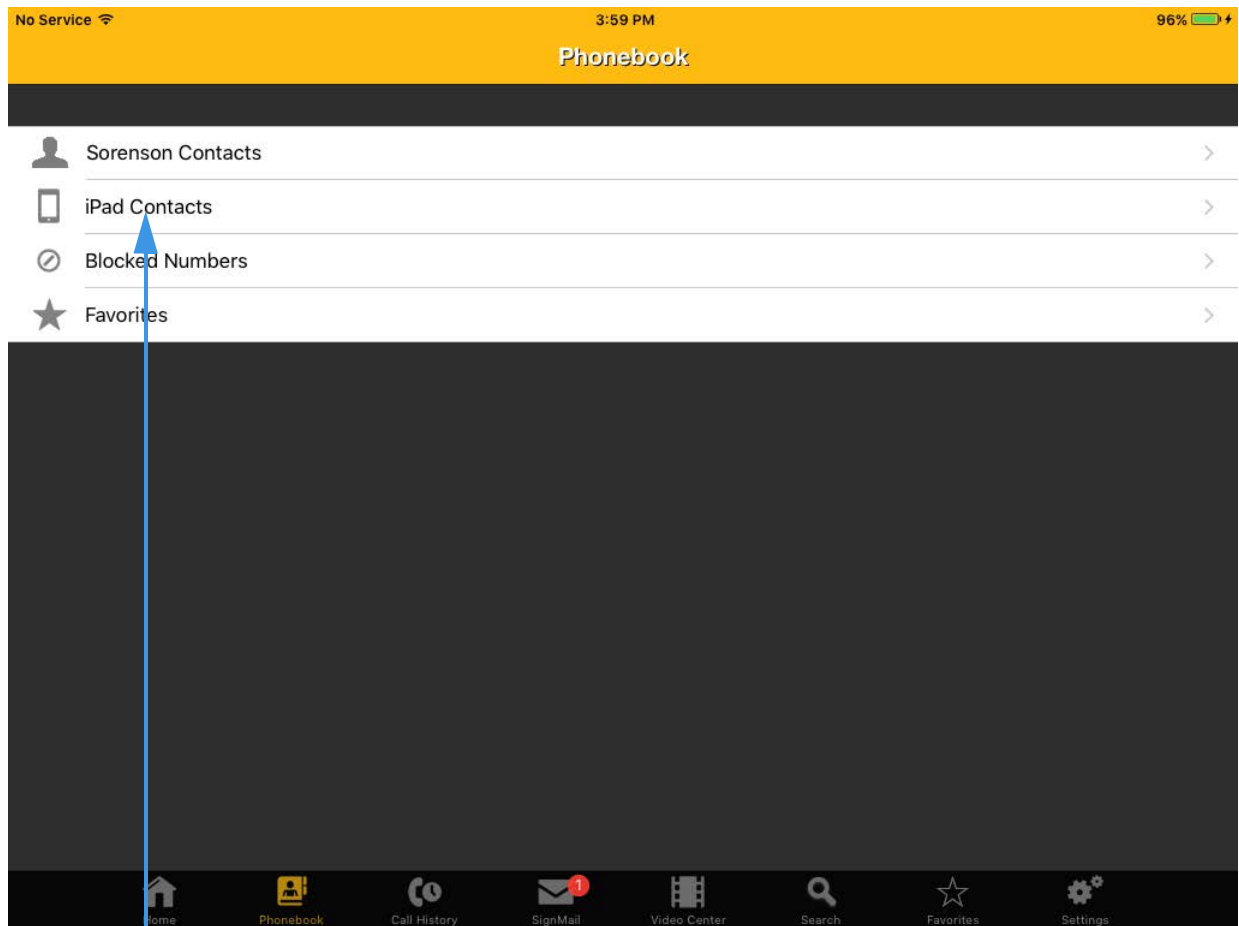 No Service 3:59 PM 96%
Phonebook
Sorenson Contacts
iPad Contacts
Blocked Numbers
Favorites
1
Home Phonebook Call History SignMail Video Center Search Favorites Settings